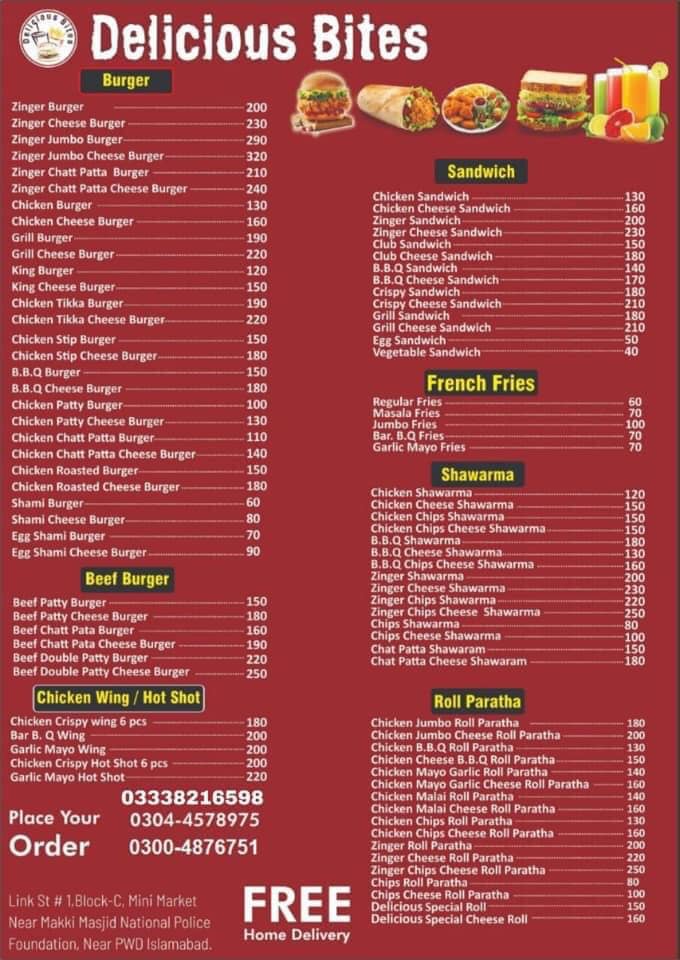 Delicious Bites
Delicious Bites
Burger
Zinger Burger 200
Zinger Cheese Burger 230
Zinger Jumbo Burger 290
Zinger Jumbo Cheese Burger 320
Zinger Chatt Patta Burger 210
Zinger Chatt Patta Cheese Burger 240
Chicken Burger 130
Chicken Cheese Burger 160
Grill Burger 190
Grill Cheese Burger 220
King Burger 120
King Cheese Burger 150
Chicken Tikka Burger 190
Chicken Tikka Cheese Burger 220
Chicken Stip Burger 150
Chicken Stip Cheese Burger 180
B.B.Q Burger 150
B.B.Q Cheese Burger 180
Chicken Patty Burger 100
Chicken Patty Cheese Burger 130
Chicken Chatt Patta Burger 110
Chicken Chatt Patta Cheese Burger 140
Chicken Roasted Burger 150
Chicken Roasted Cheese Burger 180
Shami Burger 60
Shami Cheese Burger 80
Egg Shami Burger 70
Egg Shami Cheese Burger 90
Beef Burger
Beef Patty Burger 150
Beef Patty Cheese Burger 180
Beef Chatt Pata Burger 160
Beef Chatt Pata Cheese Burger 190
Beef Double Patty Burger 220
Beef Double Patty Cheese Burger 250
Chicken Wing / Hot Shot
Chicken Crispy wing 6 pcs 180
Bar B. Q Wing 200
Garlic Mayo Wing 200
Chicken Crispy Hot Shot 6 pcs 200
Garlic Mayo Hot Shot 220
Sandwich
Chicken Sandwich 130
Chicken Cheese Sandwich 160
Zinger Sandwich 200
Zinger Cheese Sandwich 230
Club Sandwich 150
Club Cheese Sandwich 180
B.B.Q Sandwich 140
B.B.Q Cheese Sandwich 170
Crispy Sandwich 180
Crispy Cheese Sandwich 210
Grill Sandwich 180
Grill Cheese Sandwich 210
Egg Sandwich 50
Vegetable Sandwich 40
French Fries
Regular Fries 60
Masala Fries 70
Jumbo Fries 100
Bar. B.Q Fries 70
Garlic Mayo Fries 70
Shawarma
Chicken Shawarma 120
Chicken Cheese Shawarma 150
Chicken Chips Shawarma 150
Chicken Chips Cheese Shawarma 150
B.B.Q Shawarma 180
B.B.Q Cheese Shawarma 130
B.B.Q Chips Cheese Shawarma 160
Zinger Shawarma 200
Zinger Cheese Shawarma 230
Zinger Chips Shawarma 220
Zinger Chips Cheese Shawarma 250
Chips Shawarma 80
Chips Cheese Shawarma 100
Chat Patta Shawaram 150
Chat Patta Cheese Shawaram 180
Roll Paratha
Chicken Jumbo Roll Paratha 180
Chicken Jumbo Cheese Roll Paratha 200
Chicken B.B.Q Roll Paratha 130
Chicken Cheese B.B.Q Roll Paratha 150
Chicken Mayo Garlic Roll Paratha 140
Chicken Mayo Garlic Cheese Roll Paratha 160
Chicken Malai Roll Paratha 140
Chicken Malai Cheese Roll Paratha 160
Chicken Chips Roll Paratha 130
Chicken Chips Cheese Roll Paratha 160
Zinger Roll Paratha 200
Zinger Cheese Roll Paratha 220
Zinger Chips Cheese Roll Paratha 250
Chips Roll Paratha 80
Chips Cheese Roll Paratha 100
Delicious Special Roll 150
Delicious Special Cheese Roll 160
Place Your
Order
03338216598
0304-4578975
0300-4876751
Link St # 1.Block-C, Mini Market
Near Makki Masjid National Police
Foundation, Near PWD Islamabad.
FREE
Home Delivery